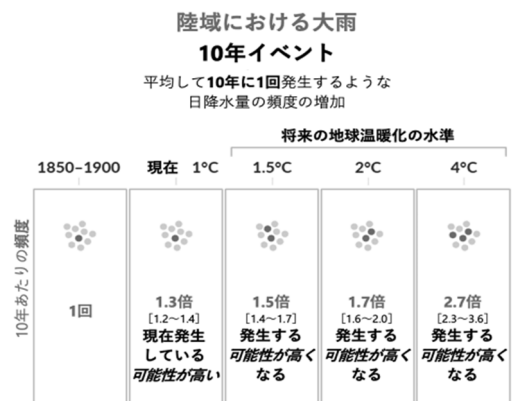 陸域における大雨
10年イベント
平均して10年に1回発生するような
日降水量の頻度の増加
将来の地球温暖化の水準
1850–1900 現在 1°C 1.5°C 2°C 4°C
10年あたりの頻度
1回
1.3倍
[1.2～1.4]
現在発生
している
可能性が高い
1.5倍
[1.4～1.7]
発生する
可能性が高く
なる
1.7倍
[1.6～2.0]
発生する
可能性が高く
なる
2.7倍
[2.3～3.6]
発生する
可能性が高く
なる